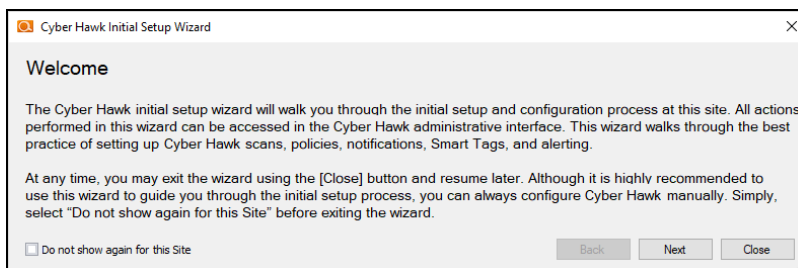 Cyber Hawk Initial Setup Wizard
Welcome
The Cyber Hawk initial setup wizard will walk you through the initial setup and configuration process at this site. All actions
performed in this wizard can be accessed in the Cyber Hawk administrative interface. This wizard walks through the best
practice of setting up Cyber Hawk scans, policies, notifications, Smart Tags, and alerting.
At any time, you may exit the wizard using the [Close] button and resume later. Although it is highly recommended to
use this wizard to guide you through the initial setup process, you can always configure Cyber Hawk manually. Simply,
select “Do not show again for this Site” before exiting the wizard.
Do not show again for this Site Back Next Close